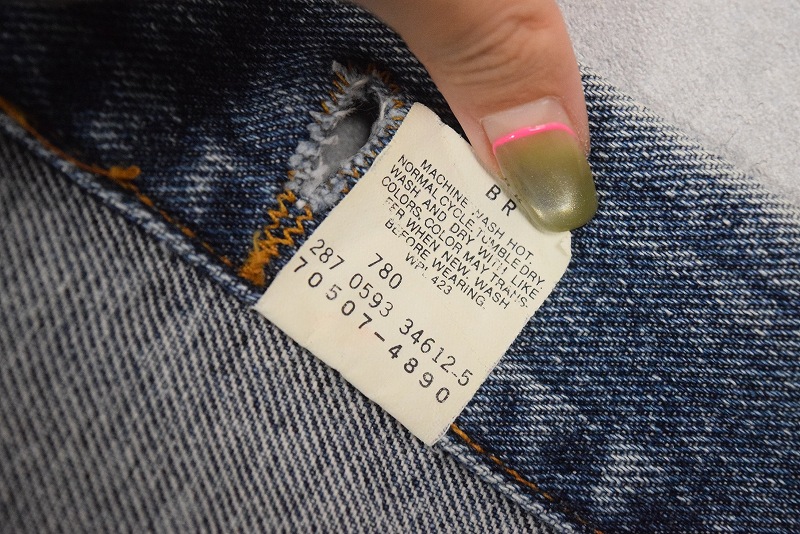 BR
MACHINE WASH HOT.
NORMAL CYCLE. TUMBLE DRY.
WASH AND DRY WITH LIKE
COLORS. COLOR MAY TRANS-
FER WHEN NEW. WASH
BEFORE WEARING.
WPL 423
780
287 0593 34612-5
70507-4890